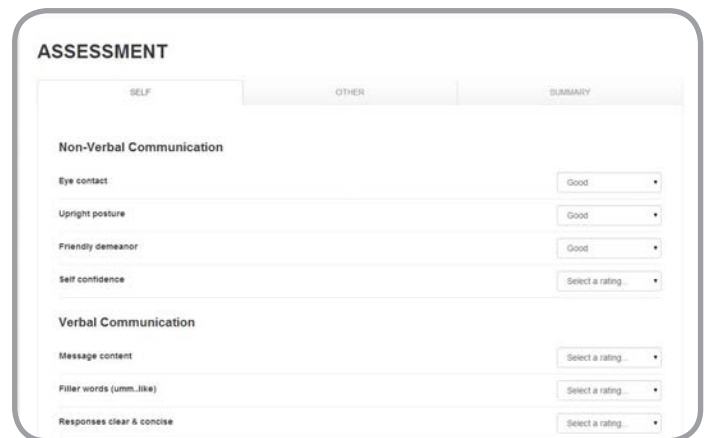 ASSESSMENT
SELF OTHER SUMMARY
Non-Verbal Communication
Eye contact Good
Upright posture Good
Friendly demeanor Good
Self confidence Select a rating...
Verbal Communication
Message content Select a rating...
Filler words (umm..like) Select a rating...
Responses clear & concise Select a rating...